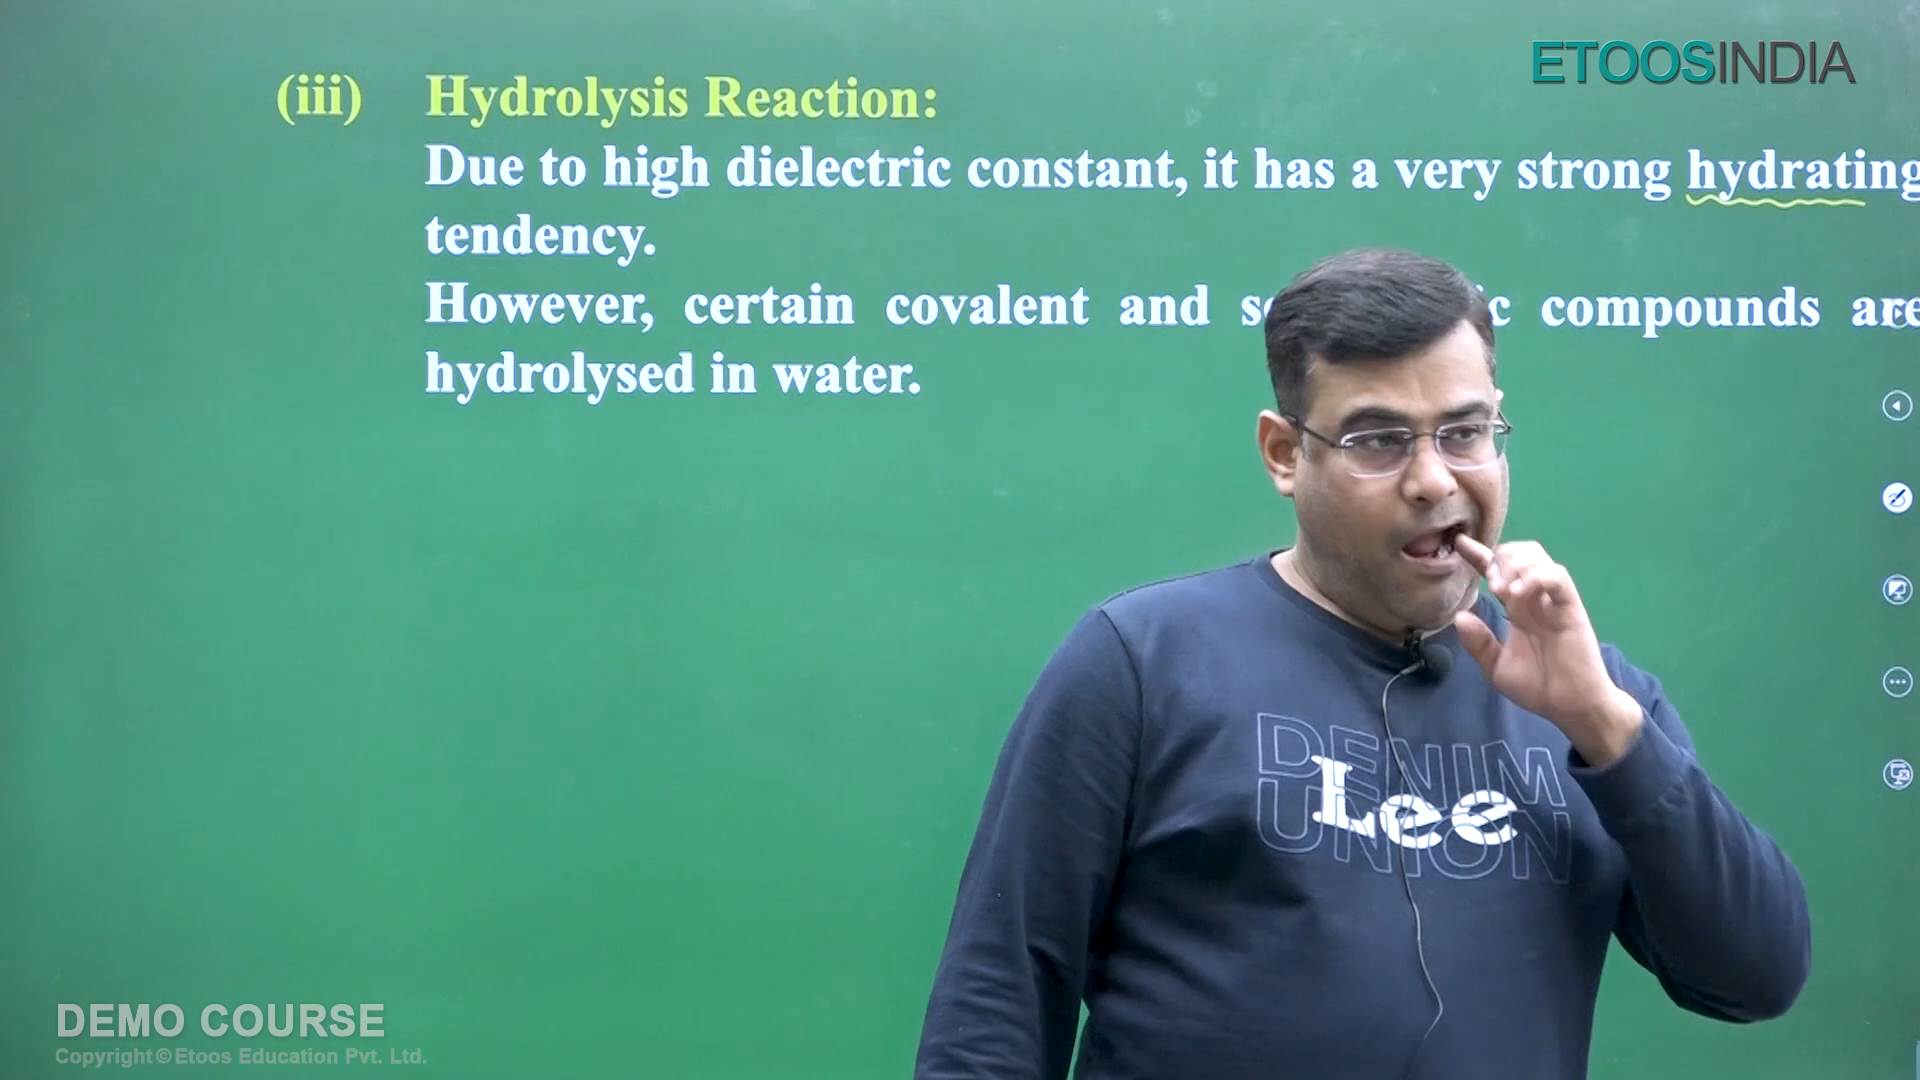 ETOOSINDIA
(iii) Hydrolysis Reaction:
Due to high dielectric constant, it has a very strong hydrating
tendency.
However, certain covalent and compounds are
hydrolysed in water.
DENIM
Lee
UNION
DEMO COURSE
Copyright © Etoos Education Pvt. Ltd.